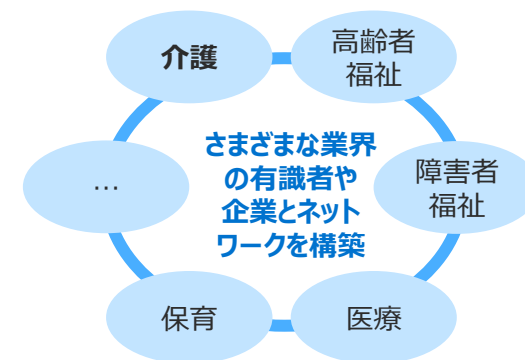 介護
高齢者
福祉
さまざまな業界
の有識者や
企業とネット
ワークを構築
…
障害者
福祉
保育
医療